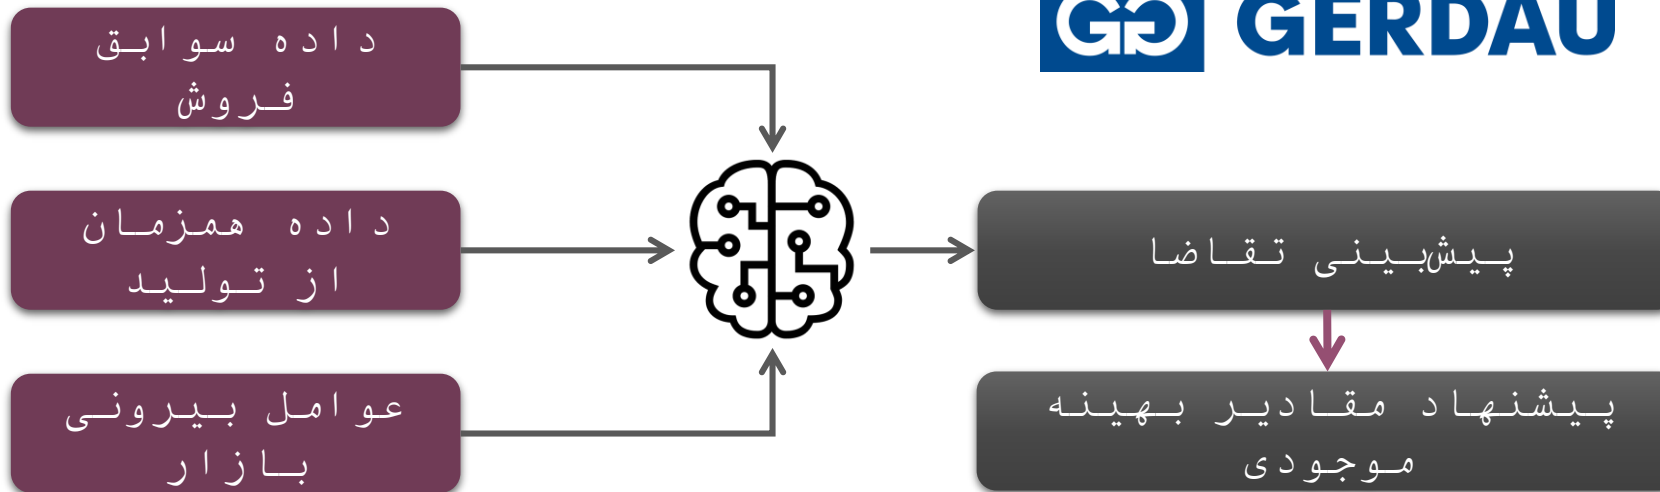 GERDAU
داده سوابق
فروش
داده همزمان
از تولید
عوامل بیرونی
بازار
پیش‌بینی تقاضا
پیشنهاد مقادیر بهینه
موجودی